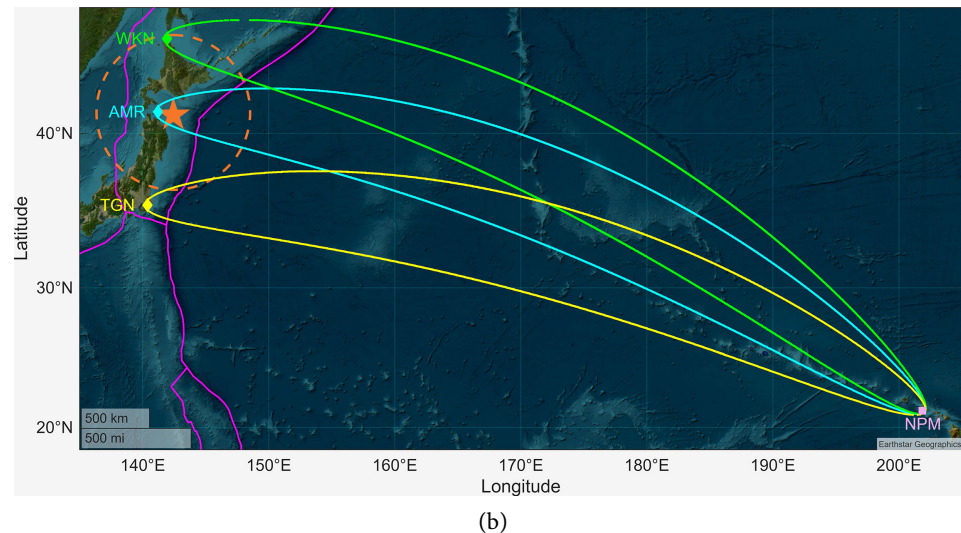 WKN
AMR
TGN
NPM
40°N
30°N
20°N
Latitude
500 km
500 mi
Earthstar Geographics
140°E
150°E
160°E
170°E
180°E
190°E
200°E
Longitude
(b)